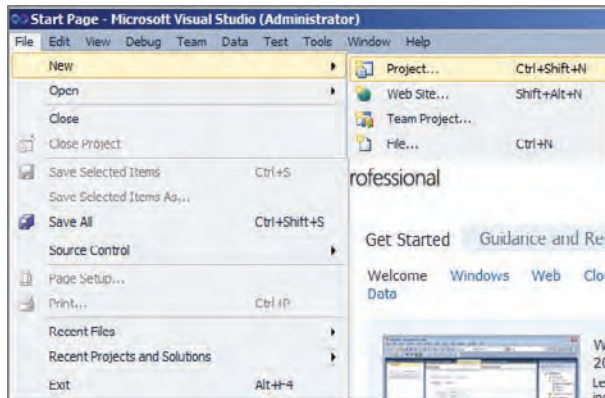 Start Page - Microsoft Visual Studio (Administrator)
File Edit View Debug Team Data Test Tools Window Help
New
Open
Close
Close Project
Save Selected Items Ctrl+S
Save Selected Items As...
Save All Ctrl+Shift+S
Source Control
Page Setup...
Print... Ctrl+P
Recent Files
Recent Projects and Solutions
Exit Alt+F4
Project... Ctrl+Shift+N
Web Site... Shift+Alt+N
Team Project...
File... Ctrl+N
rofessional
Get Started Guidance and Re
Welcome Windows Web Clo
Data
W
20
Le